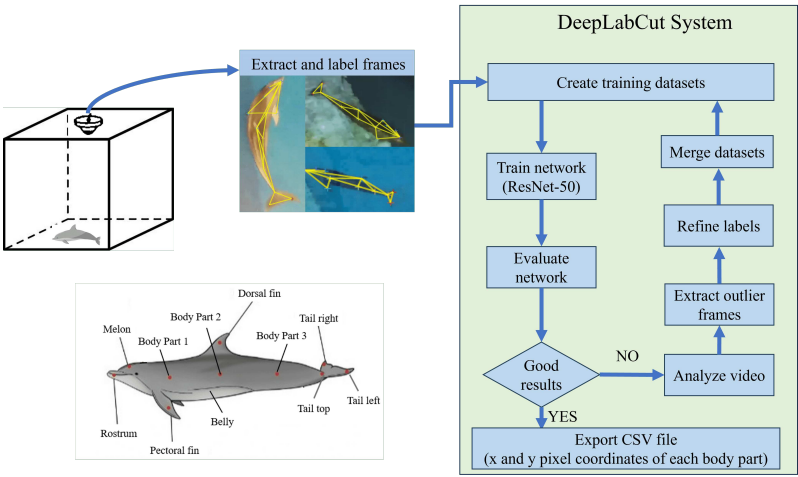 DeepLabCut System
Extract and label frames
Create training datasets
Train network
(ResNet-50)
Evaluate
network
Good
results
NO
YES
Analyze video
Extract outlier
frames
Refine labels
Merge datasets
Export CSV file
(x and y pixel coordinates of each body part)
Dorsal fin
Body Part 2
Tail right
Melon
Body Part 1
Body Part 3
Tail left
Tail top
Belly
Rostrum
Pectoral fin